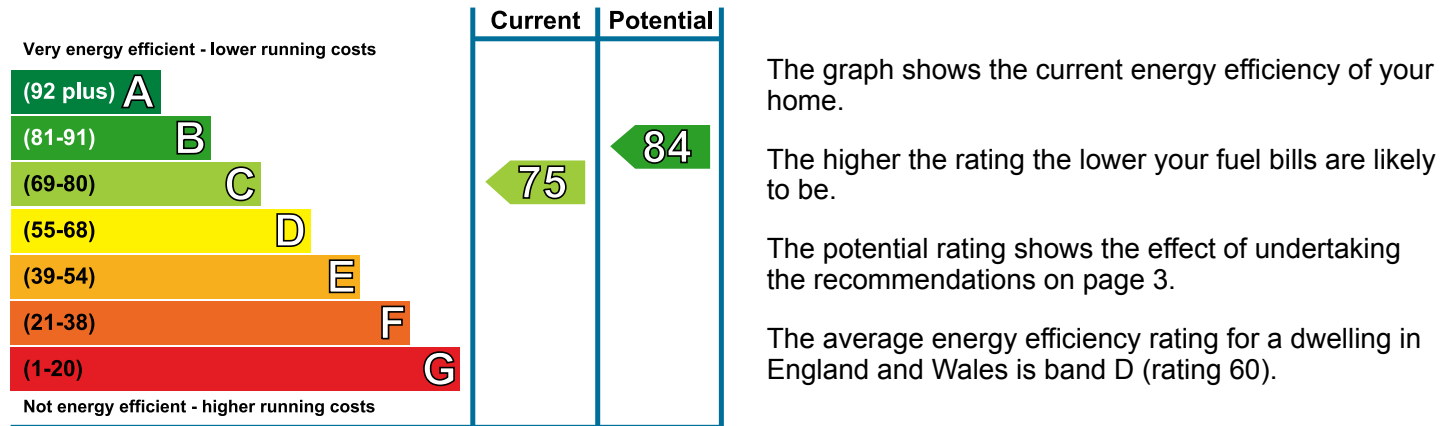 Current Potential
Very energy efficient - lower running costs
(92 plus) A
(81-91) B
(69-80) C
(55-68) D
(39-54) E
(21-38) F
(1-20) G
Not energy efficient - higher running costs
75
84
The graph shows the current energy efficiency of your
home.
The higher the rating the lower your fuel bills are likely
to be.
The potential rating shows the effect of undertaking
the recommendations on page 3.
The average energy efficiency rating for a dwelling in
England and Wales is band D (rating 60).